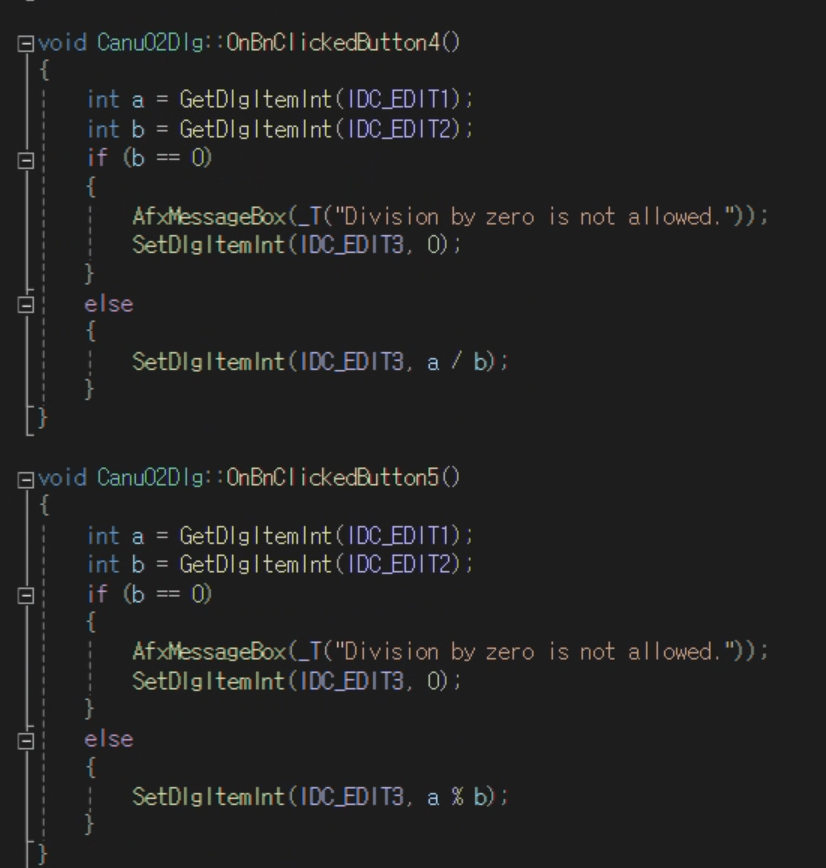 void Canu02Dlg::OnBnClickedButton4()
{
    int a = GetDlgItemInt(IDC_EDIT1);
    int b = GetDlgItemInt(IDC_EDIT2);
    if (b == 0)
    {
        AfxMessageBox(_T("Division by zero is not allowed."));
        SetDlgItemInt(IDC_EDIT3, 0);
    }
    else
    {
        SetDlgItemInt(IDC_EDIT3, a / b);
    }
}
void Canu02Dlg::OnBnClickedButton5()
{
    int a = GetDlgItemInt(IDC_EDIT1);
    int b = GetDlgItemInt(IDC_EDIT2);
    if (b == 0)
    {
        AfxMessageBox(_T("Division by zero is not allowed."));
        SetDlgItemInt(IDC_EDIT3, 0);
    }
    else
    {
        SetDlgItemInt(IDC_EDIT3, a % b);
    }
}